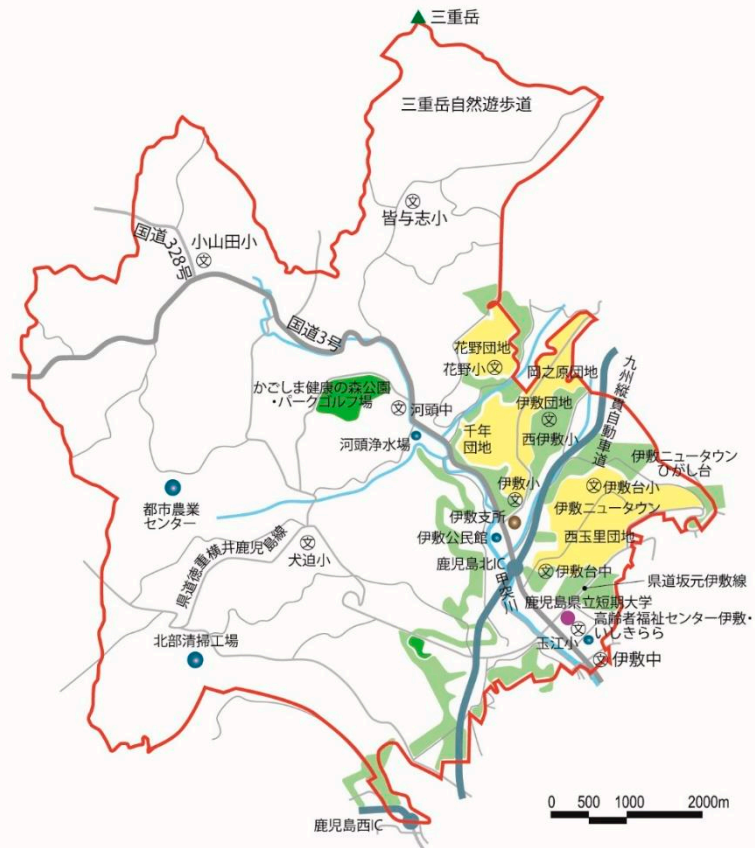 三重岳
三重岳自然遊歩道
皆与志小
国道328号
小山田小
国道3号
花野団地
花野小
岡之原団地
九州縦貫自動車道
かごしま健康の森公園
・パークゴルフ場
河頭中
伊敷団地
千年
団地
西伊敷小
河頭浄水場
伊敷ニュータウン
ひがし台
伊敷小
伊敷台小
都市農業
センター
伊敷支所
伊敷ニュータウン
伊敷公民館
西玉里団地
県道徳重横井鹿児島線
犬迫小
鹿児島北IC
甲突川
伊敷台中
県道坂元伊敷線
鹿児島県立短期大学
高齢者福祉センター伊敷・
いしきらら
玉江小
北部清掃工場
伊敷中
0m 500 1000 2000m
鹿児島西IC